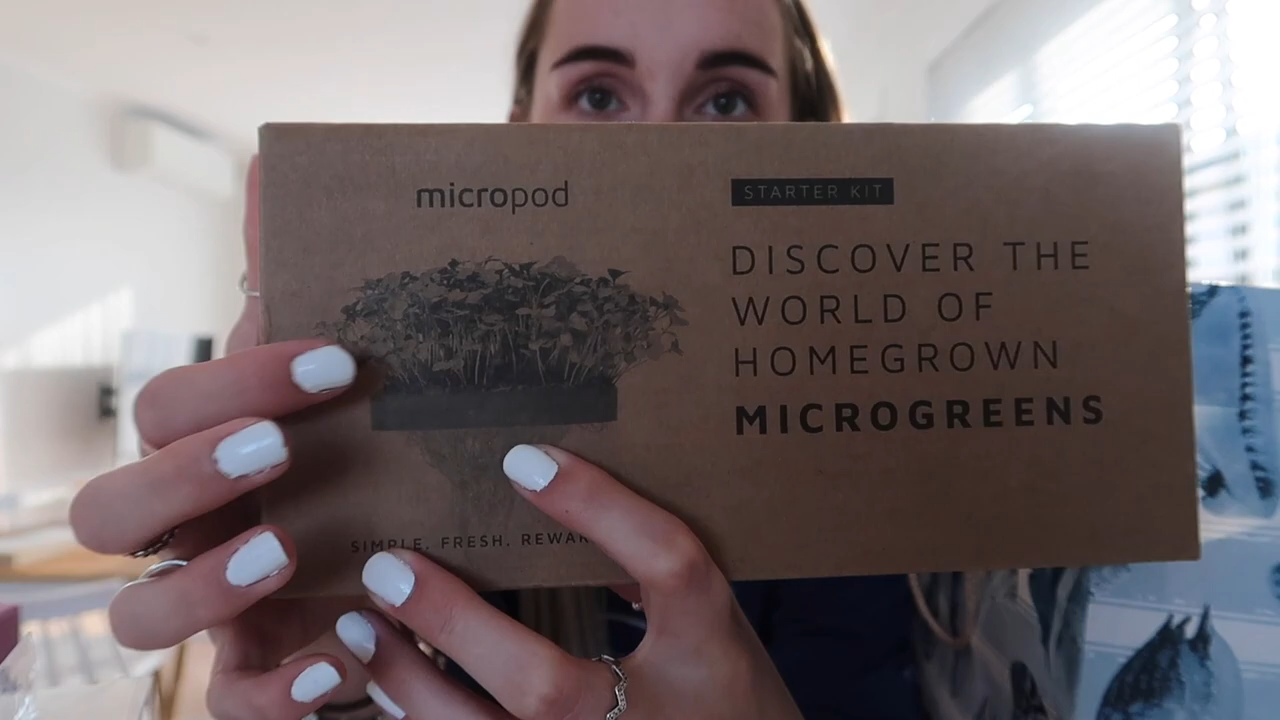 micropod
STARTER KIT
DISCOVER THE
WORLD OF
HOMEGROWN
MICROGREENS
SIMPLE. FRESH.